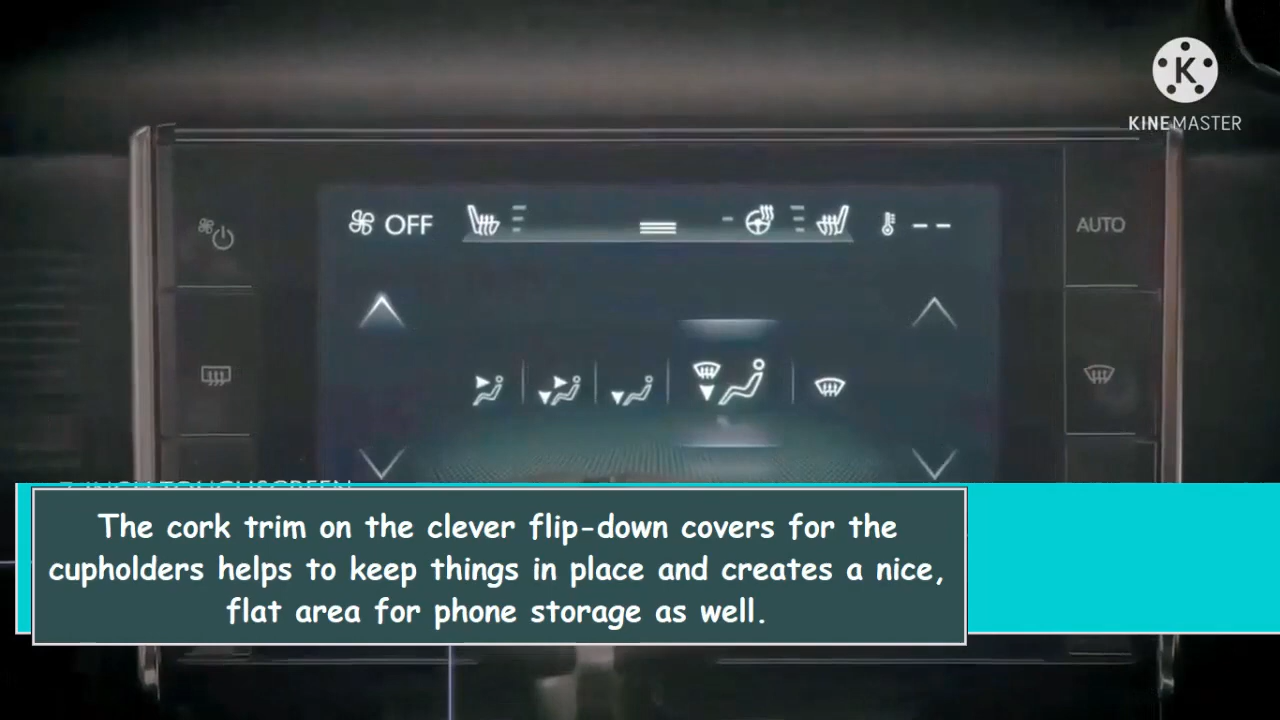 KINEMASTER
OFF
AUTO
The cork trim on the clever flip-down covers for the
cupholders helps to keep things in place and creates a nice,
flat area for phone storage as well.